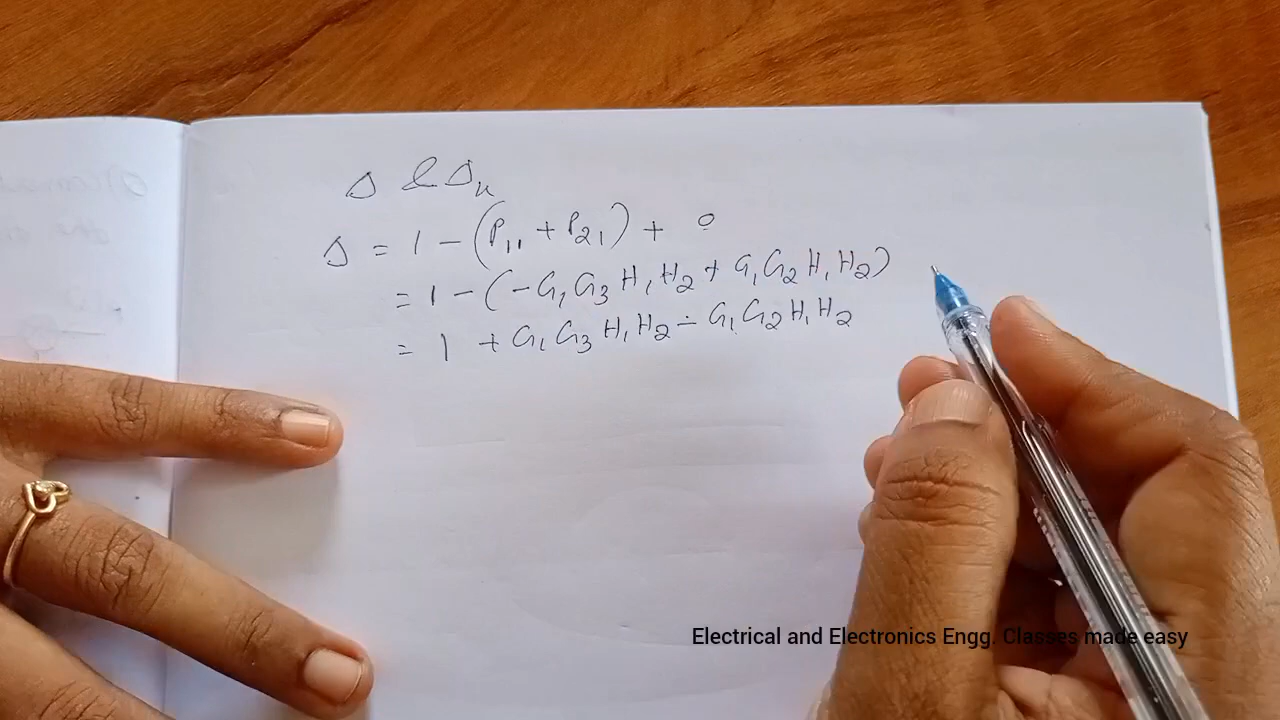 Δ & Δk
Δ = 1 - (P11 + P21) + 0
= 1 - (-G1G3H1H2 + G1G2H1H2)
= 1 + G1G3H1H2 - G1G2H1H2
Electrical and Electronics Engg. Classes made easy